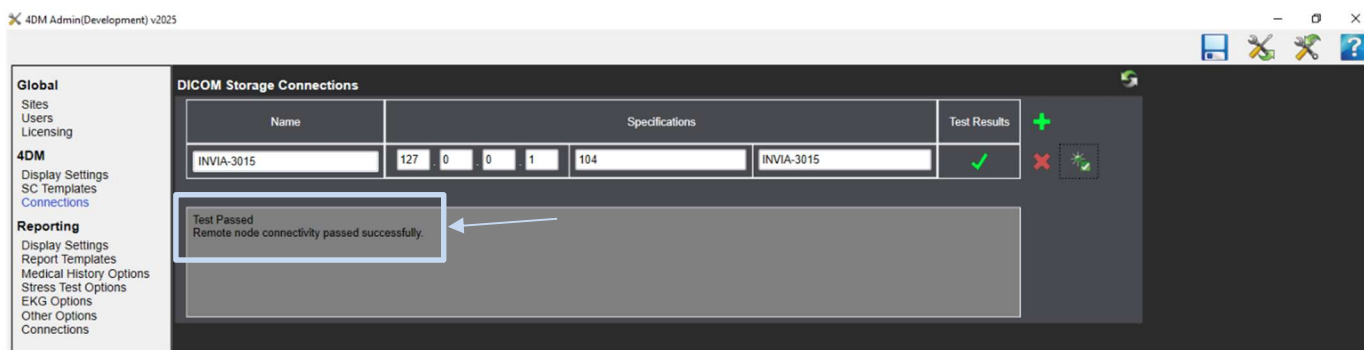 4DM Admin(Development) v2025
Global
Sites
Users
Licensing
4DM
Display Settings
SC Templates
Connections
Reporting
Display Settings
Report Templates
Medical History Options
Stress Test Options
EKG Options
Other Options
Connections
DICOM Storage Connections
Name Specifications Test Results
INVIA-3015 127 . 0 . 0 . 1 104 INVIA-3015
Test Passed
Remote node connectivity passed successfully.